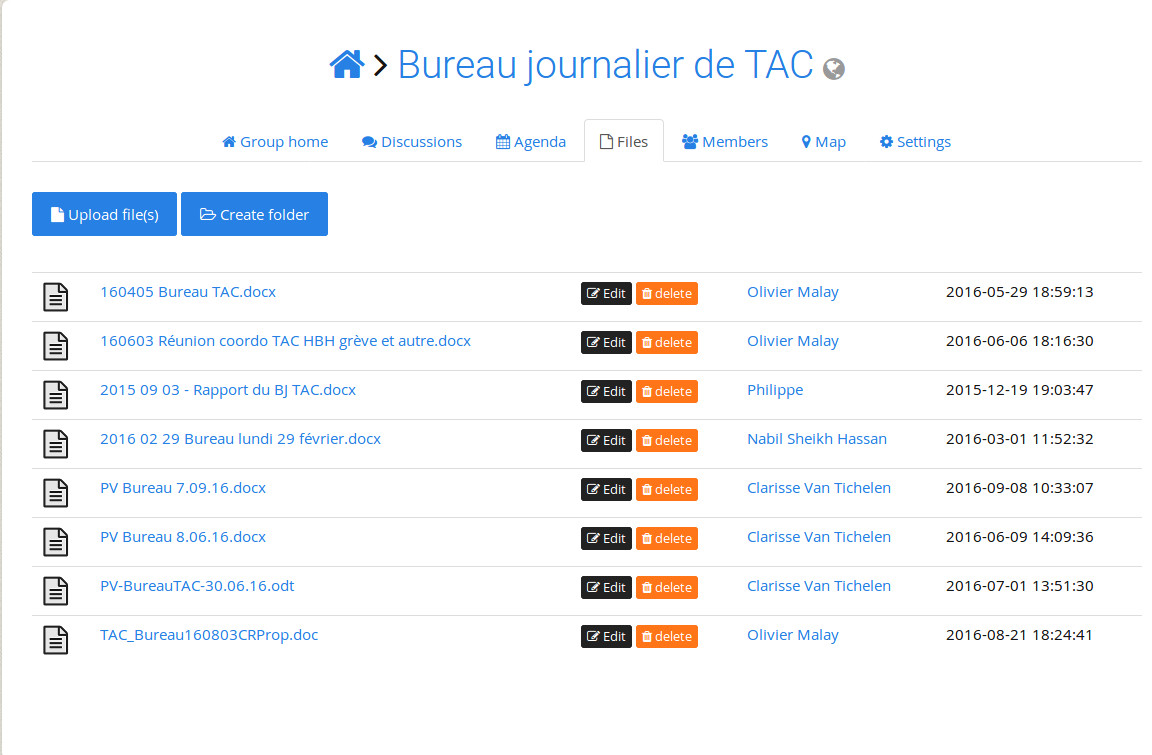 Bureau journalier de TAC
Group home Discussions Agenda Files Members Map Settings
Upload file(s) Create folder
160405 Bureau TAC.docx Edit delete Olivier Malay 2016-05-29 18:59:13
160603 Réunion coordo TAC HBH grève et autre.docx Edit delete Olivier Malay 2016-06-06 18:16:30
2015 09 03 - Rapport du BJ TAC.docx Edit delete Philippe 2015-12-19 19:03:47
2016 02 29 Bureau lundi 29 février.docx Edit delete Nabil Sheikh Hassan 2016-03-01 11:52:32
PV Bureau 7.09.16.docx Edit delete Clarisse Van Tichelen 2016-09-08 10:33:07
PV Bureau 8.06.16.docx Edit delete Clarisse Van Tichelen 2016-06-09 14:09:36
PV-BureauTAC-30.06.16.odt Edit delete Clarisse Van Tichelen 2016-07-01 13:51:30
TAC_Bureau160803CRProp.doc Edit delete Olivier Malay 2016-08-21 18:24:41